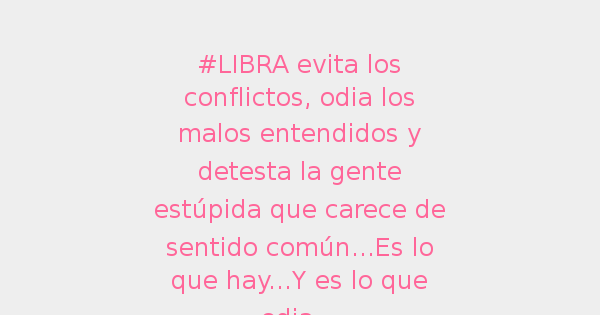 #LIBRA evita los
conflictos, odia los
malos entendidos y
detesta la gente
estúpida que carece de
sentido común...Es lo
que hay...Y es lo que